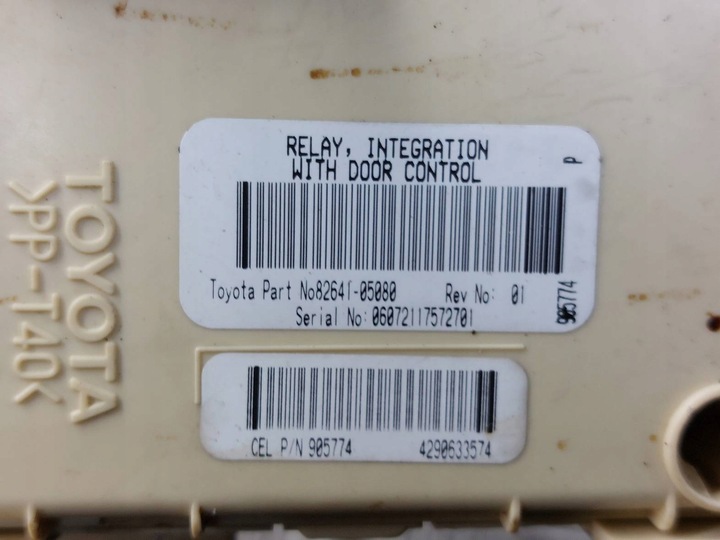 RELAY, INTEGRATION
WITH DOOR CONTROL
P
Toyota Part No82641-05080 Rev No: 01
Serial No: 06072117572701
905774
CEL P/N 905774 4290633574
TOYOTA
>PP-T40<